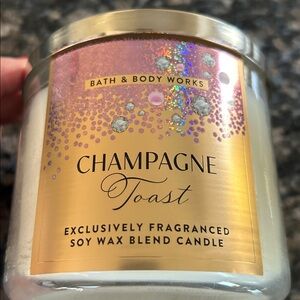 BATH & BODY WORKS
CHAMPAGNE
Toast
EXCLUSIVELY FRAGRANCED
SOY WAX BLEND CANDLE